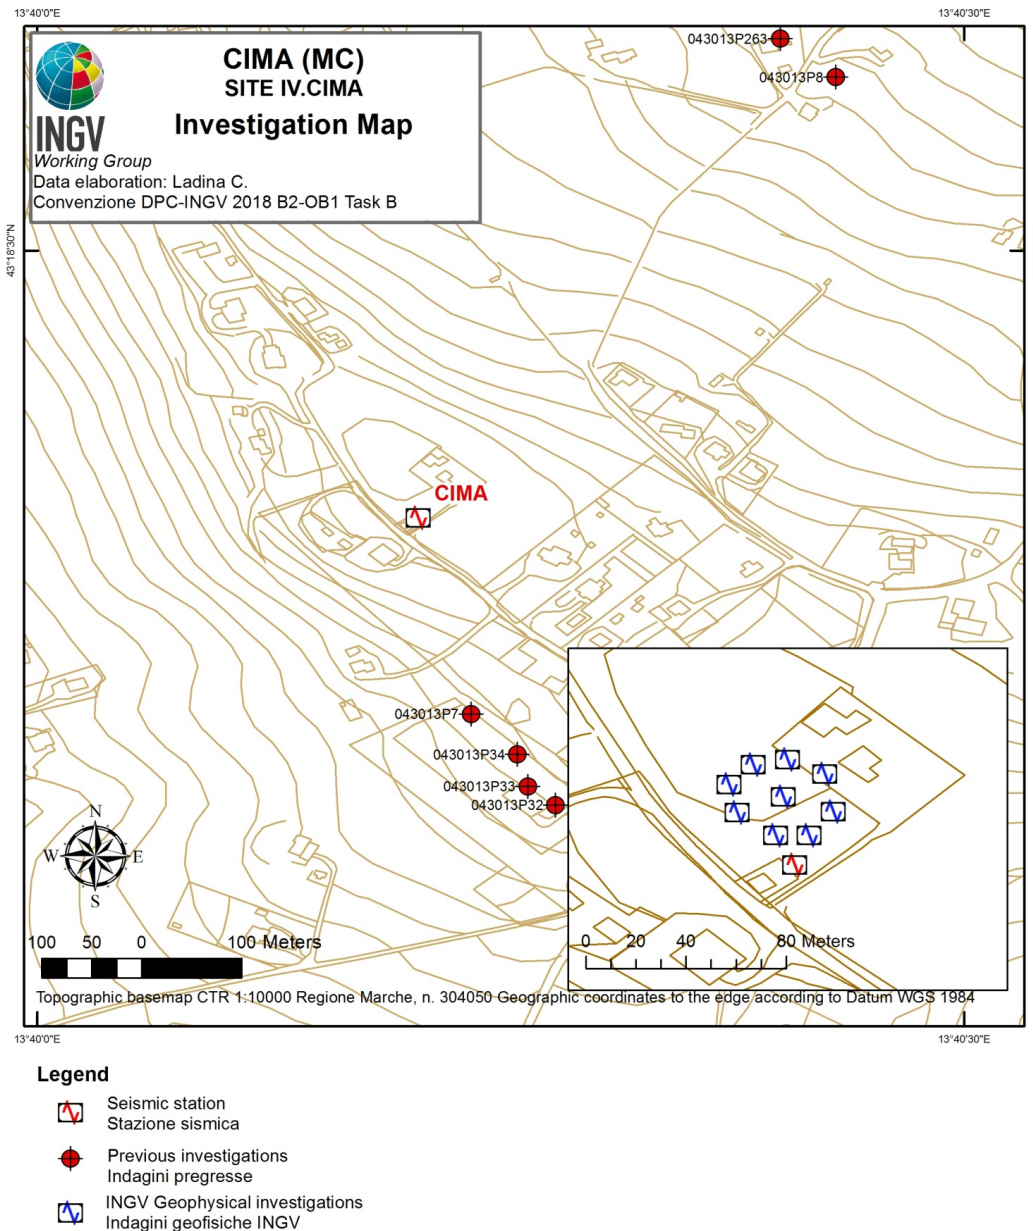 13°40'0"E
13°40'30"E
CIMA (MC)
SITE IV.CIMA
Investigation Map
INGV
Working Group
Data elaboration: Ladina C.
Convenzione DPC-INGV 2018 B2-OB1 Task B
043013P263
043013P8
43°18'30"N
CIMA
043013P7
043013P34
043013P33
043013P32
N
W
E
S
100 50 0 100 Meters
0 20 40 80 Meters
Topographic basemap CTR 1:10000 Regione Marche, n. 304050 Geographic coordinates to the edge according to Datum WGS 1984
13°40'0"E
13°40'30"E
Legend
Seismic station
Stazione sismica
Previous investigations
Indagini pregresse
INGV Geophysical investigations
Indagini geofisiche INGV